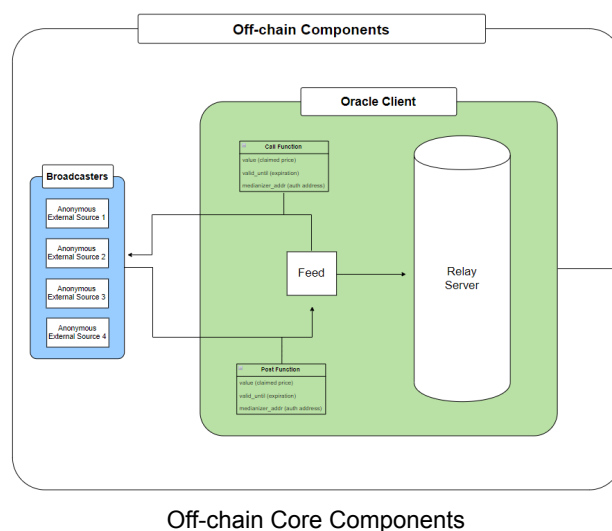 Off-chain Components
Oracle Client
Call Function
value (claimed price)
valid_until (expiration)
medianizer_addr (auth address)
Broadcasters
Anonymous
External Source 1
Anonymous
External Source 2
Anonymous
External Source 3
Anonymous
External Source 4
Feed
Relay
Server
Post Function
value (claimed price)
valid_until (expiration)
medianizer_addr (auth address)
Off-chain Core Components